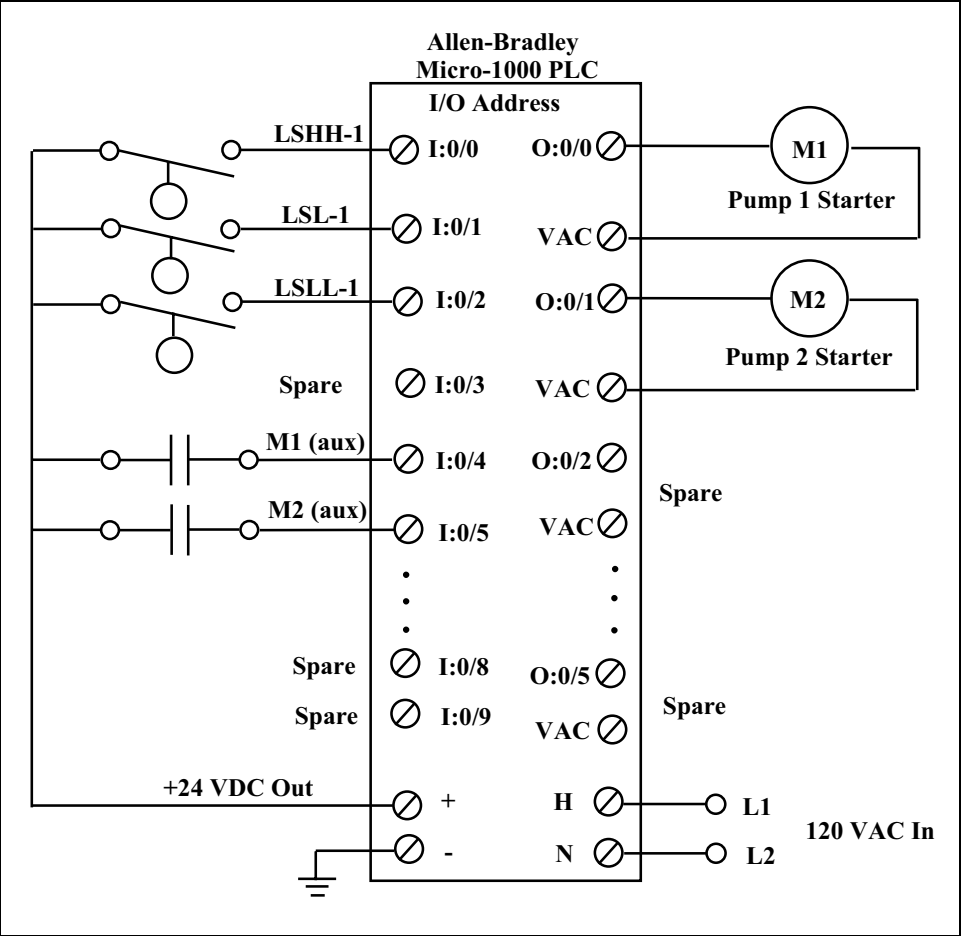 Allen-Bradley
Micro-1000 PLC
I/O Address
LSHH-1
I:0/0
O:0/0
M1
Pump 1 Starter
LSL-1
I:0/1
VAC
LSLL-1
I:0/2
O:0/1
M2
Pump 2 Starter
Spare
I:0/3
VAC
M1 (aux)
I:0/4
O:0/2
Spare
M2 (aux)
I:0/5
VAC
Spare
I:0/8
O:0/5
Spare
I:0/9
VAC
Spare
+24 VDC Out
+
H
L1
120 VAC In
-
N
L2